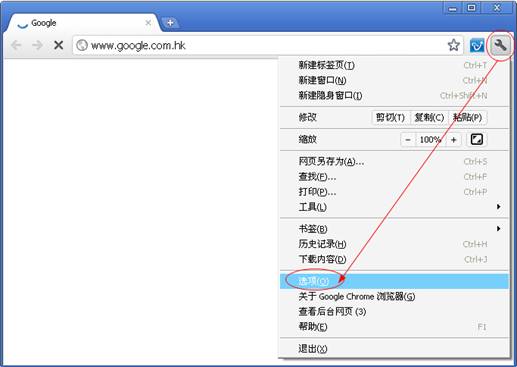 Google
www.google.com.hk
新建标签页(T) Ctrl+T
新建窗口(N) Ctrl+N
新建隐身窗口(I) Ctrl+Shift+N
修改 剪切(T) 复制(C) 粘贴(P)
缩放 - 100% +
网页另存为(A)... Ctrl+S
查找(F)... Ctrl+F
打印(P)... Ctrl+P
工具(L)
书签(B)
历史记录(H) Ctrl+H
下载内容(D) Ctrl+J
选项(O)
关于 Google Chrome 浏览器(G)
查看后台网页 (3)
帮助(E) F1
退出(X)